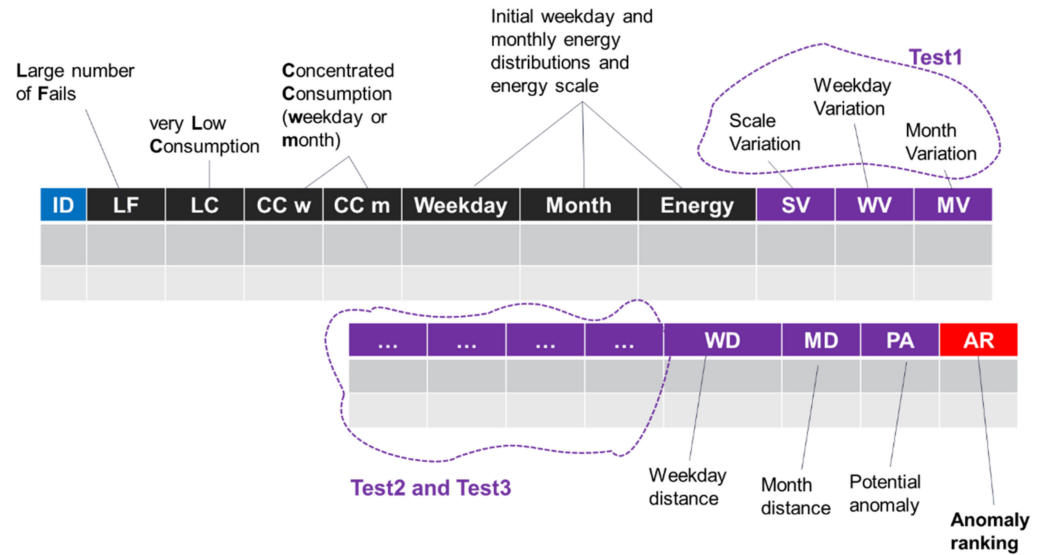 Initial weekday and
monthly energy
distributions and
energy scale
Large number
of Fails
very Low
Consumption
Concentrated
Consumption
(weekday or
month)
Test1
Scale
Variation
Weekday
Variation
Month
Variation
ID LF LC CC w CC m Weekday Month Energy SV WV MV
... ... ... ... WD MD PA AR
Test2 and Test3
Weekday
distance
Month
distance
Potential
anomaly
Anomaly
ranking